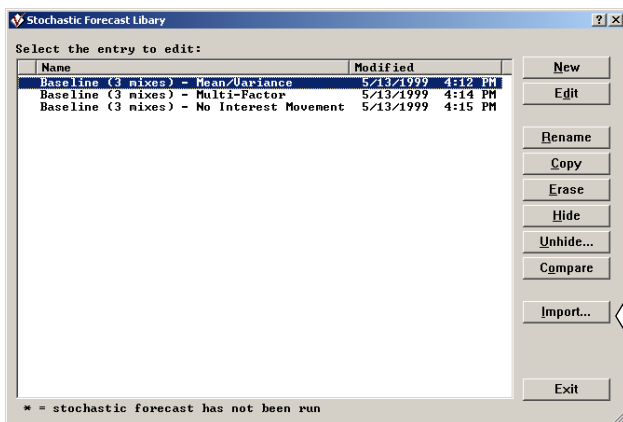 Stochastic Forecast Libary
Select the entry to edit:
Name Modified
Baseline (3 mixes) - Mean/Variance 5/13/1999 4:12 PM
Baseline (3 mixes) - Multi-Factor 5/13/1999 4:14 PM
Baseline (3 mixes) - No Interest Movement 5/13/1999 4:15 PM
New
Edit
Rename
Copy
Erase
Hide
Unhide...
Compare
Import...
Exit
* = stochastic forecast has not been run